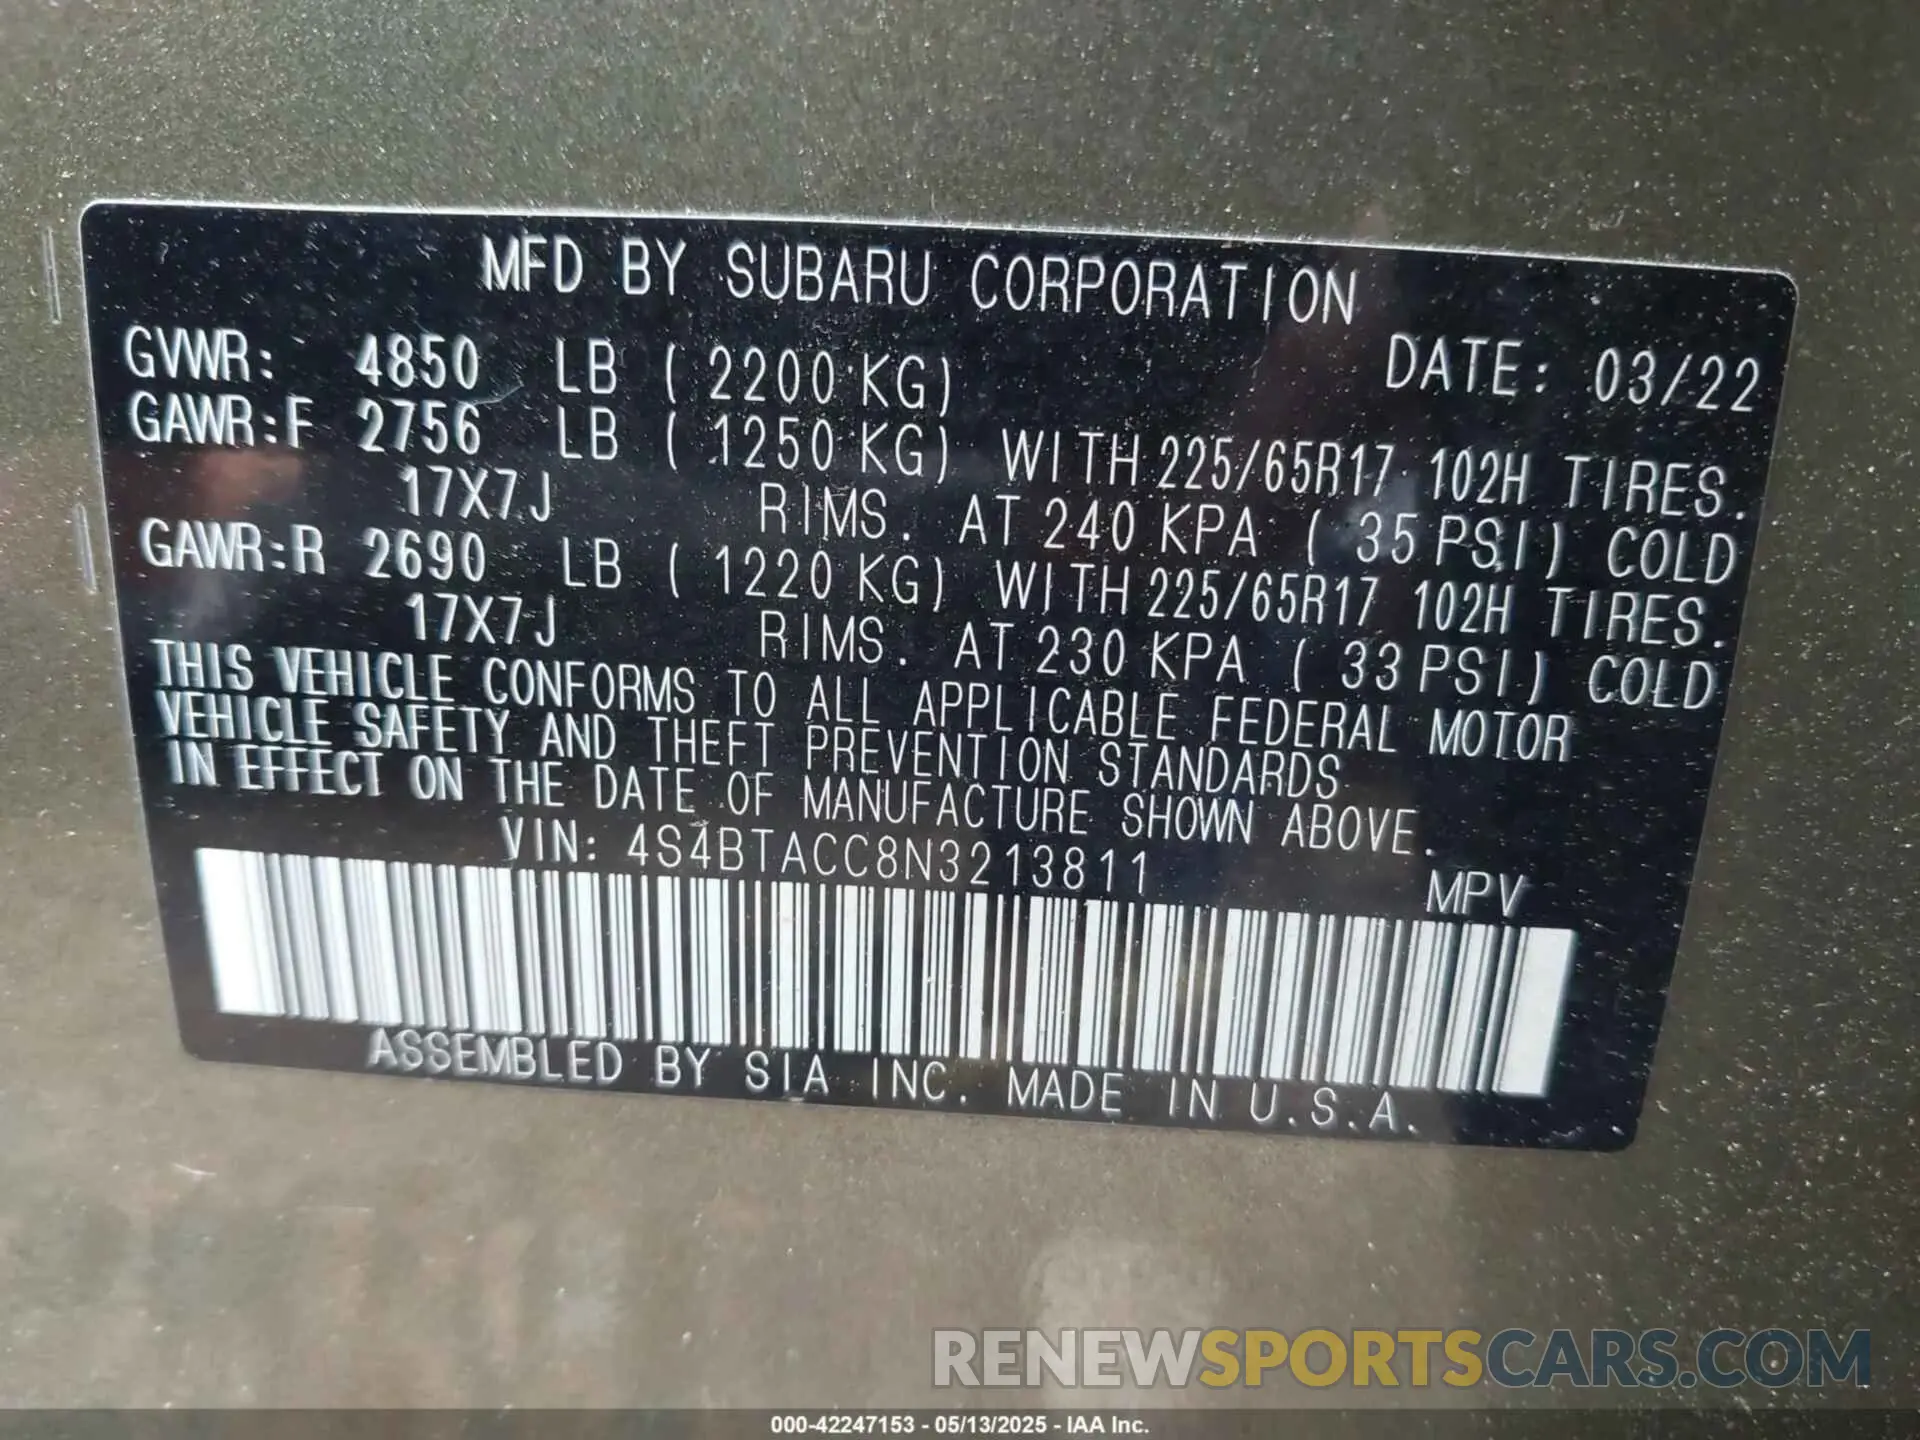 MFD BY SUBARU CORPORATION
GVWR: 4850 LB ( 2200 KG) DATE: 03/22
GAWR:F 2756 LB ( 1250 KG) WITH 225/65R17 102H TIRES.
17X7J RIMS. AT 240 KPA ( 35 PSI) COLD
GAWR:R 2690 LB ( 1220 KG) WITH 225/65R17 102H TIRES.
17X7J RIMS. AT 230 KPA ( 33 PSI) COLD
THIS VEHICLE CONFORMS TO ALL APPLICABLE FEDERAL MOTOR
VEHICLE SAFETY AND THEFT PREVENTION STANDARDS
IN EFFECT ON THE DATE OF MANUFACTURE SHOWN ABOVE.
VIN: 4S4BTACC8N3213811 MPV
ASSEMBLED BY SIA INC. MADE IN U.S.A.
RENEWSPORTSCARS.COM
000-42247153 - 05/13/2025 - IAA Inc.